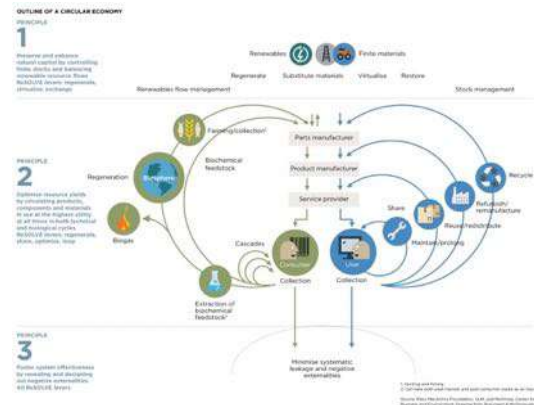 OUTLINE OF A CIRCULAR ECONOMY
PRINCIPLE
1
Preserve and enhance
natural capital by controlling
finite stocks and balancing
renewable resource flows
ReSOLVE levers: regenerate,
virtualise, exchange
Renewables
Finite materials
Regenerate
Substitute materials
Virtualise
Restore
Renewables flow management
Stock management
PRINCIPLE
2
Optimise resource yields
by circulating products,
components and materials
in use at the highest utility
at all times in both technical
and biological cycles
ReSOLVE levers: regenerate,
share, optimise, loop
Farming/collection¹
Parts manufacturer
Biochemical
feedstock
Regeneration
Biosphere
Product manufacturer
Recycle
Service provider
Share
Refurbish/
remanufacture
Reuse/redistribute
Biogas
Cascades
Maintain/prolong
Consumer
User
Collection
Collection
Extraction of
biochemical
feedstock²
PRINCIPLE
3
Foster system effectiveness
by revealing and designing
out negative externalities
All ReSOLVE levers
Minimise systematic
leakage and negative
externalities
1. Hunting and fishing